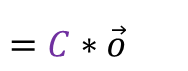 = C * o⃗